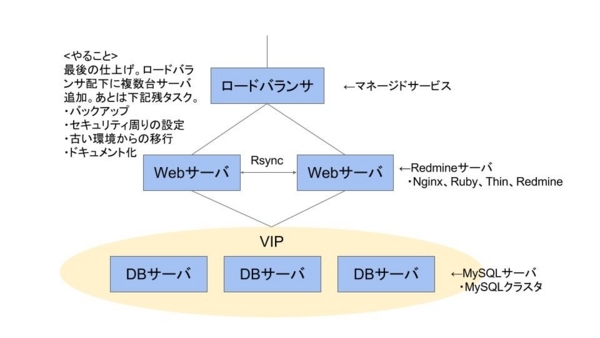 <やること>
最後の仕上げ。ロードバラ
ンサ配下に複数台サーバ
追加。あとは下記残タスク。
・バックアップ
・セキュリティ周りの設定
・古い環境からの移行
・ドキュメント化
ロードバランサ
←マネージドサービス
Webサーバ
Rsync
Webサーバ
←Redmineサーバ
・Nginx、Ruby、Thin、Redmine
VIP
DBサーバ
DBサーバ
DBサーバ
←MySQLサーバ
・MySQLクラスタ